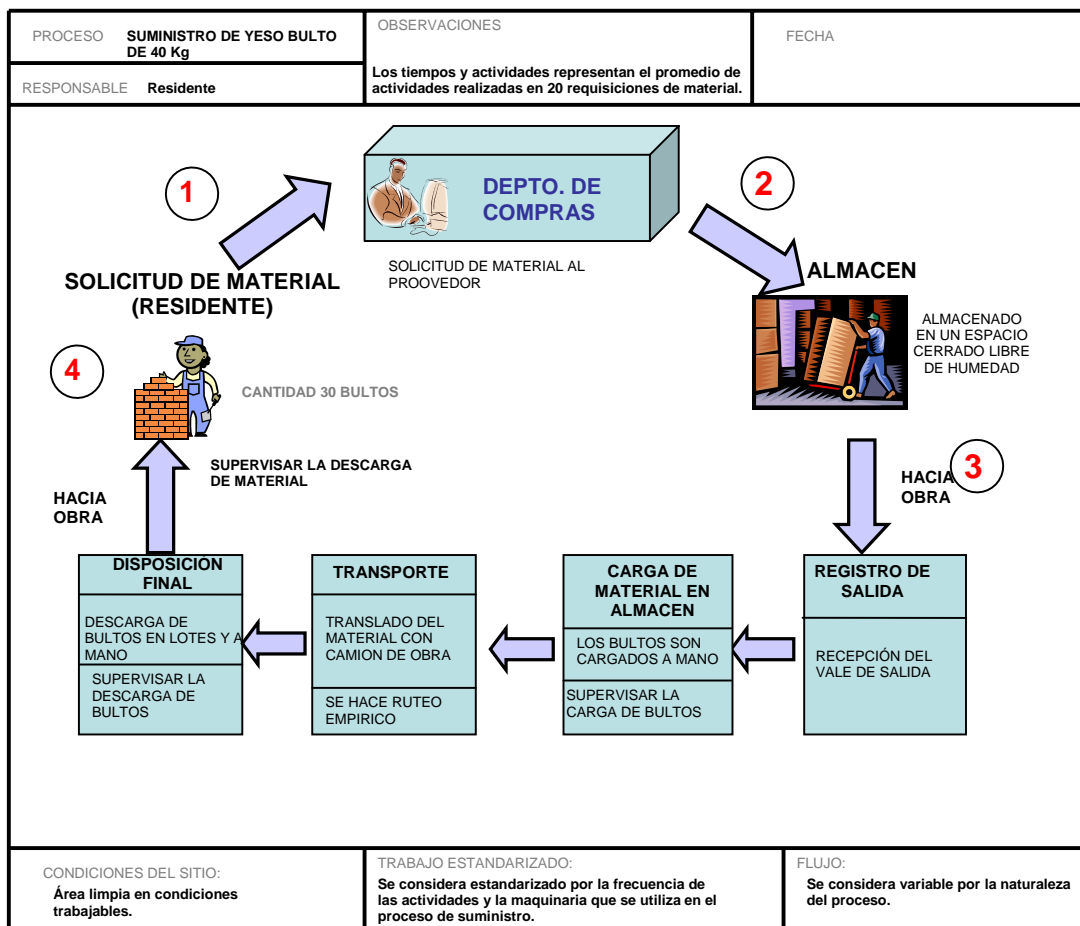 PROCESO SUMINISTRO DE YESO BULTO
DE 40 Kg
RESPONSABLE Residente
OBSERVACIONES
Los tiempos y actividades representan el promedio de
actividades realizadas en 20 requisiciones de material.
FECHA
1
DEPTO. DE
COMPRAS
2
SOLICITUD DE MATERIAL AL
PROOVEDOR
SOLICITUD DE MATERIAL
(RESIDENTE)
ALMACEN
ALMACENADO
EN UN ESPACIO
CERRADO LIBRE
DE HUMEDAD
4
CANTIDAD 30 BULTOS
SUPERVISAR LA DESCARGA
DE MATERIAL
HACIA
OBRA
3
HACIA
OBRA
DISPOSICIÓN
FINAL
DESCARGA DE
BULTOS EN LOTES Y A
MANO
SUPERVISAR LA
DESCARGA DE
BULTOS
TRANSPORTE
TRANSLADO DEL
MATERIAL CON
CAMION DE OBRA
SE HACE RUTEO
EMPIRICO
CARGA DE
MATERIAL EN
ALMACEN
LOS BULTOS SON
CARGADOS A MANO
SUPERVISAR LA
CARGA DE BULTOS
REGISTRO DE
SALIDA
RECEPCIÓN DEL
VALE DE SALIDA
CONDICIONES DEL SITIO:
Área limpia en condiciones
trabajables.
TRABAJO ESTANDARIZADO:
Se considera estandarizado por la frecuencia de
las actividades y la maquinaria que se utiliza en el
proceso de suministro.
FLUJO:
Se considera variable por la naturaleza
del proceso.